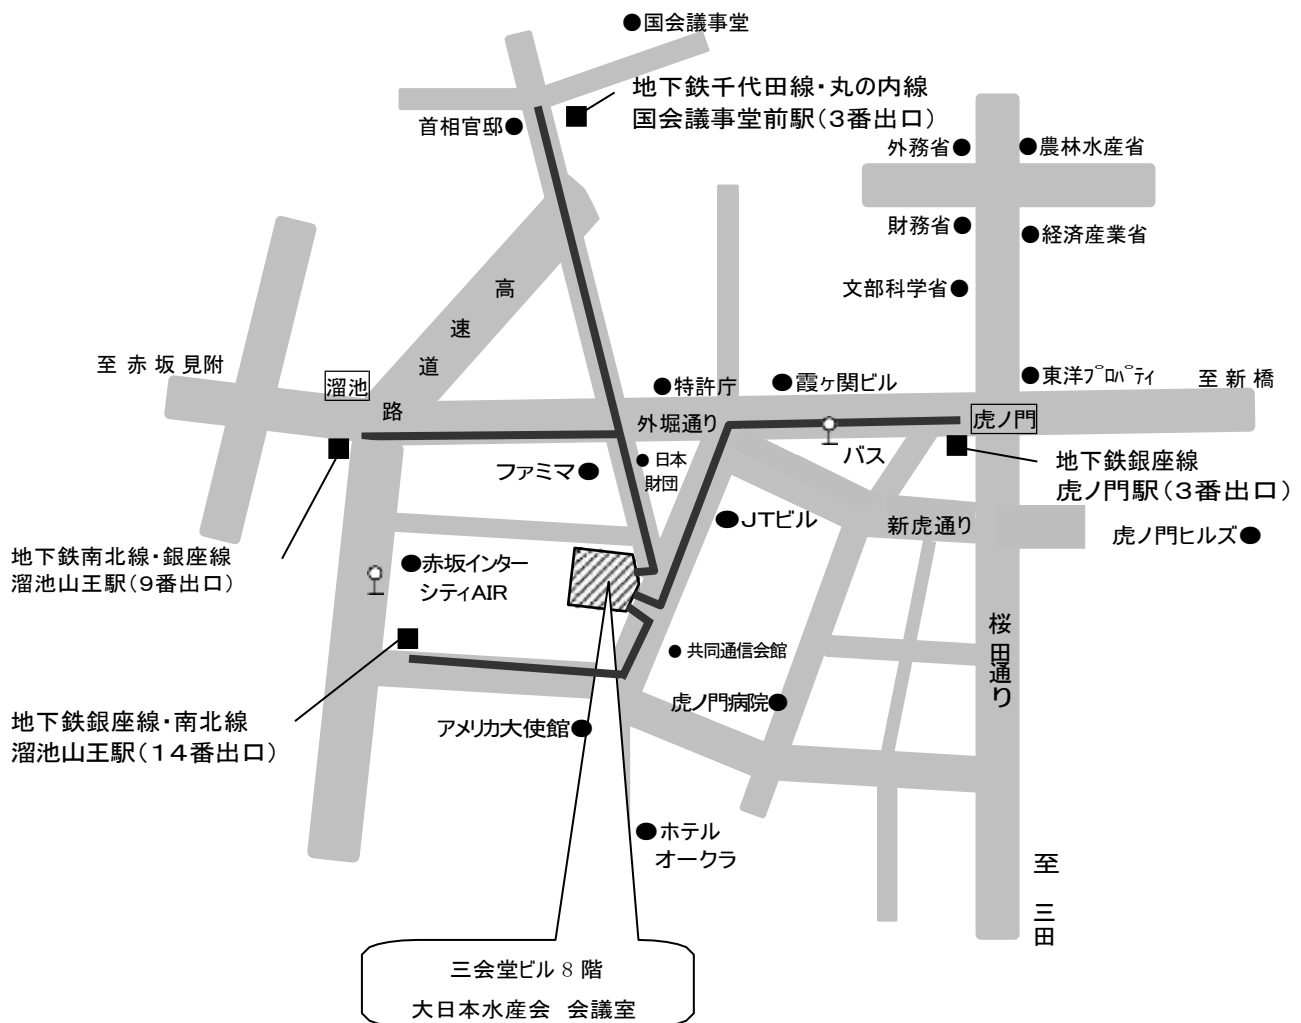 ●国会議事堂
地下鉄千代田線・丸の内線
国会議事堂前駅(3番出口)
首相官邸●
外務省●
●農林水産省
財務省●
●経済産業省
文部科学省●
高
速
道
路
至 赤 坂 見附
溜池
●特許庁
●霞ヶ関ビル
●東洋プロパティ
至 新 橋
外堀通り
虎ノ門
バス
ファミマ●
●日本
財団
地下鉄銀座線
虎ノ門駅(3番出口)
●JTビル
新虎通り
虎ノ門ヒルズ●
地下鉄南北線・銀座線
溜池山王駅(9番出口)
●赤坂インター
シティAIR
桜田通り
●共同通信会館
虎ノ門病院●
地下鉄銀座線・南北線
溜池山王駅(14番出口)
アメリカ大使館●
●ホテル
オークラ
至 三田
三会堂ビル 8 階
大日本水産会 会議室